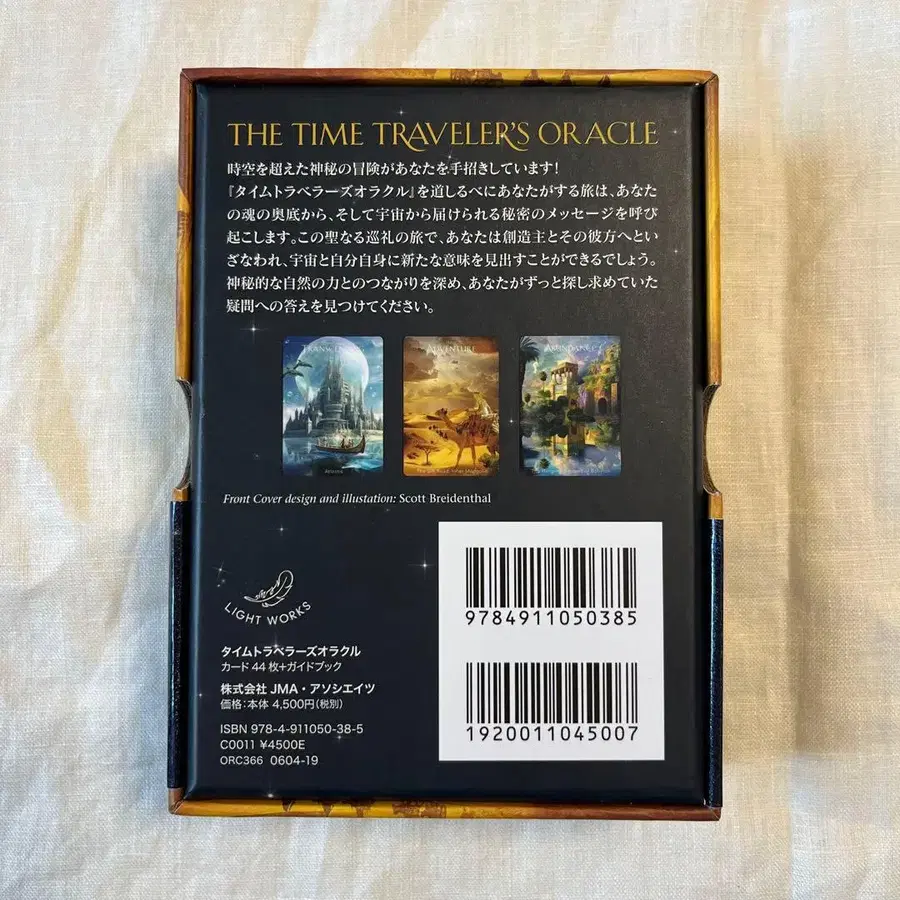 THE TIME TRAVELER'S ORACLE
時空を超えた神秘の冒険があなたを手招きしています!
『タイムトラベラーズオラクル』を道しるべにあなたがする旅は、あなた
の魂の奥底から、そして宇宙から届けられる秘密のメッセージを呼び
起こします。この聖なる巡礼の旅で、あなたは創造主とその彼方へとい
ざなわれ、宇宙と自分自身に新たな意味を見出すことができるでしょう。
神秘的な自然の力とのつながりを深め、あなたがずっと探し求めていた
疑問への答えを見つけてください。
ADVENTURE
ABUNDANCE
Front Cover design and illustation: Scott Breidenthal
LIGHT WORKS
タイムトラベラーズオラクル
カード 44 枚+ガイドブック
株式会社 JMA・アソシエイツ
価格:本体 4,500円(税別)
ISBN 978-4-911050-38-5
C0011 ¥4500E
ORC366 0604-19
9784911050385
1920011045007